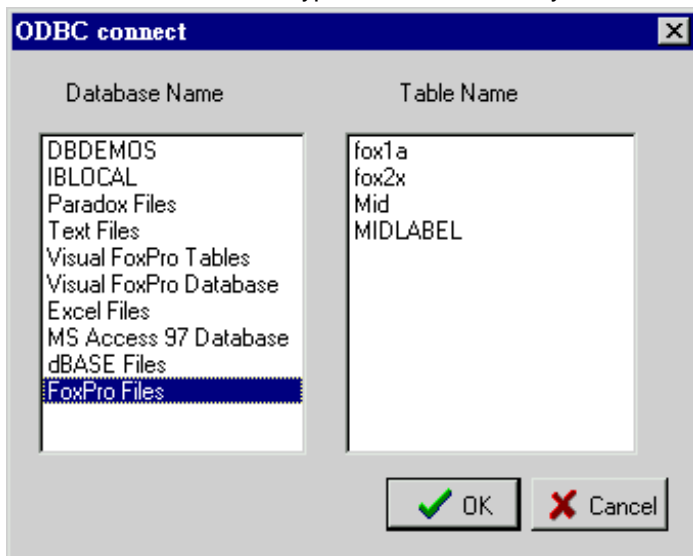 ODBC connect
Database Name
Table Name
DBDEMOS
IBLOCAL
Paradox Files
Text Files
Visual FoxPro Tables
Visual FoxPro Database
Excel Files
MS Access 97 Database
dBASE Files
FoxPro Files
fox1a
fox2x
Mid
MIDLABEL
OK
Cancel